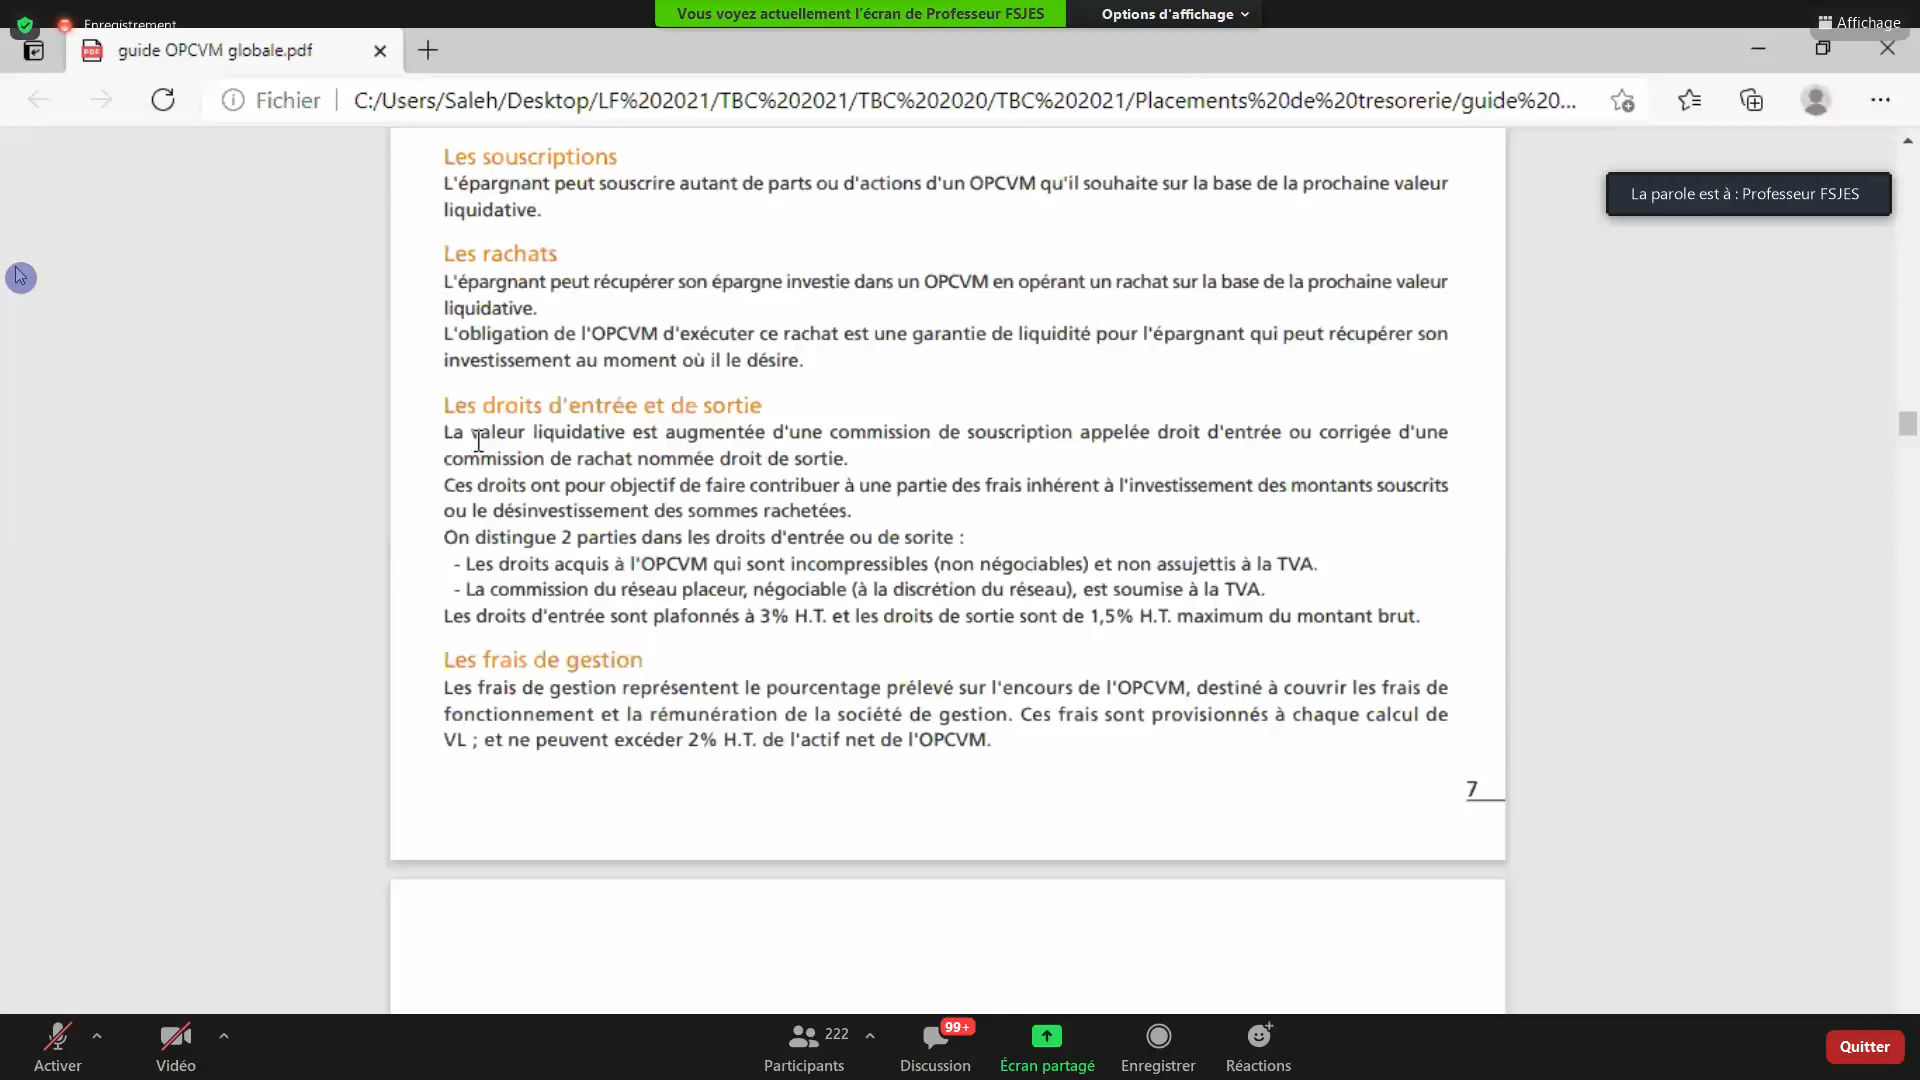 Enregistrement
Vous voyez actuellement l'écran de Professeur FSJES
Options d'affichage
Affichage
guide OPCVM globale.pdf
Fichier
C:/Users/Saleh/Desktop/LF%202021/TBC%202021/TBC%202020/TBC%202021/Placements%20de%20tresorerie/guide%20...
La parole est à : Professeur FSJES
Les souscriptions
L'épargnant peut souscrire autant de parts ou d'actions d'un OPCVM qu'il souhaite sur la base de la prochaine valeur
liquidative.
Les rachats
L'épargnant peut récupérer son épargne investie dans un OPCVM en opérant un rachat sur la base de la prochaine valeur
liquidative.
L'obligation de l'OPCVM d'exécuter ce rachat est une garantie de liquidité pour l'épargnant qui peut récupérer son
investissement au moment où il le désire.
Les droits d'entrée et de sortie
La valeur liquidative est augmentée d'une commission de souscription appelée droit d'entrée ou corrigée d'une
commission de rachat nommée droit de sortie.
Ces droits ont pour objectif de faire contribuer à une partie des frais inhérent à l'investissement des montants souscrits
ou le désinvestissement des sommes rachetées.
On distingue 2 parties dans les droits d'entrée ou de sorite :
- Les droits acquis à l'OPCVM qui sont incompressibles (non négociables) et non assujettis à la TVA.
- La commission du réseau placeur, négociable (à la discrétion du réseau), est soumise à la TVA.
Les droits d'entrée sont plafonnés à 3% H.T. et les droits de sortie sont de 1,5% H.T. maximum du montant brut.
Les frais de gestion
Les frais de gestion représentent le pourcentage prélevé sur l'encours de l'OPCVM, destiné à couvrir les frais de
fonctionnement et la rémunération de la société de gestion. Ces frais sont provisionnés à chaque calcul de
VL ; et ne peuvent excéder 2% H.T. de l'actif net de l'OPCVM.
7
Activer
Vidéo
222
Participants
99+
Discussion
Écran partagé
Enregistrer
Réactions
Quitter